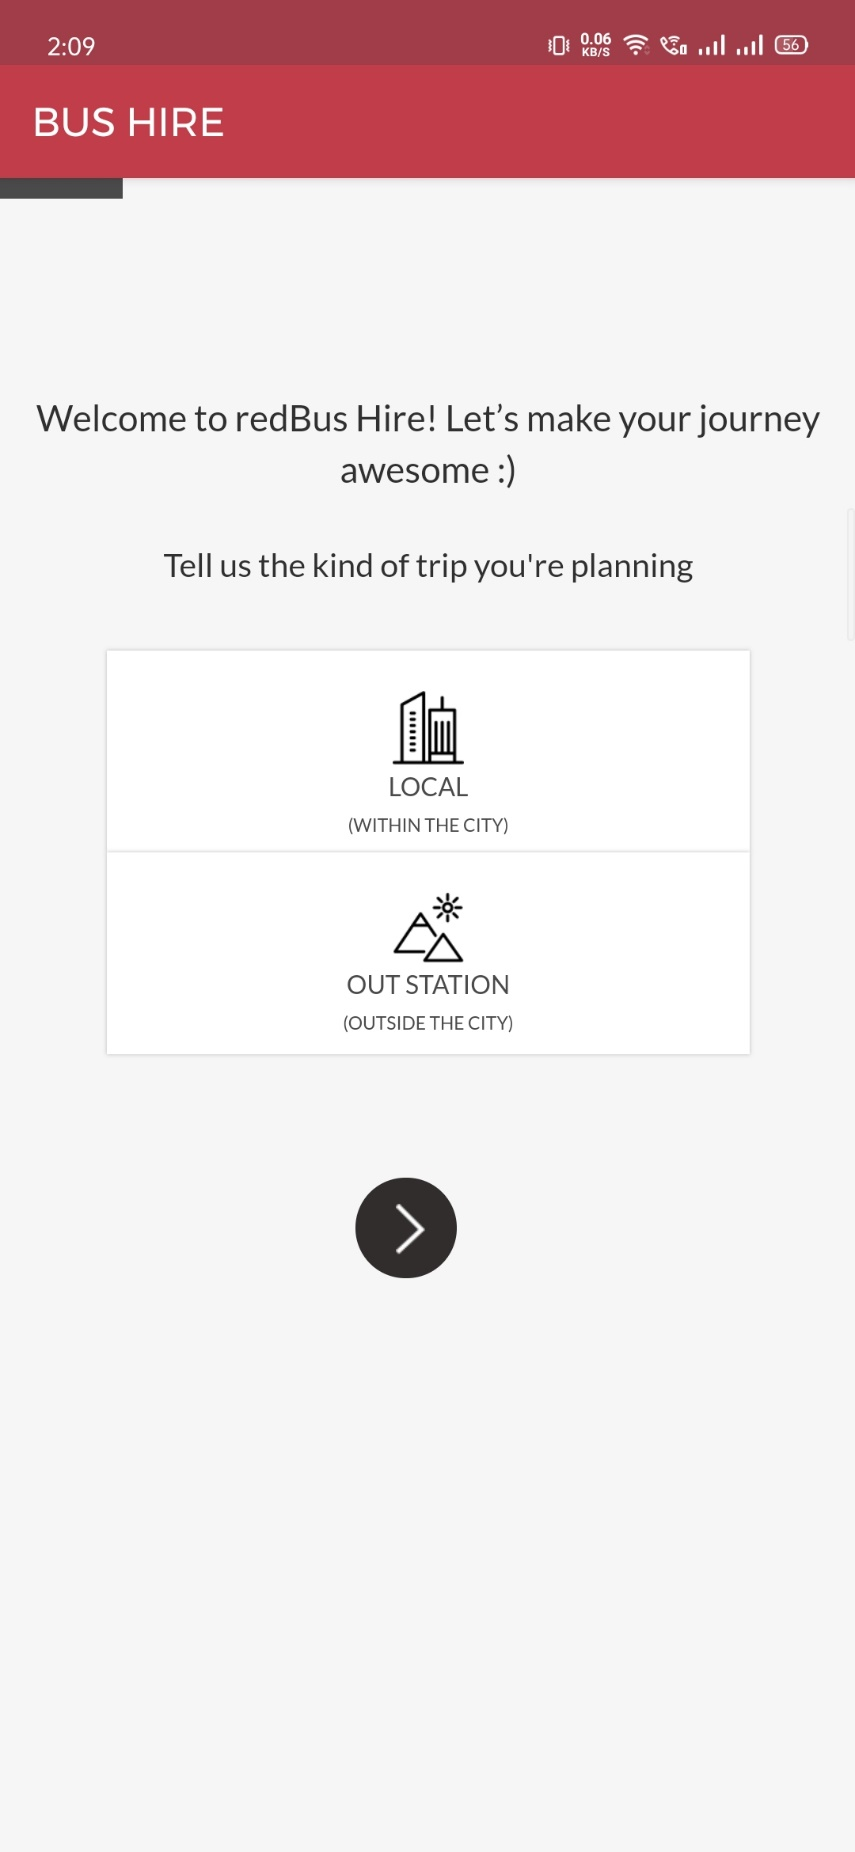 2:09
0.06
KB/S
56
BUS HIRE
Welcome to redBus Hire! Let’s make your journey
awesome :)
Tell us the kind of trip you're planning
LOCAL
(WITHIN THE CITY)
OUT STATION
(OUTSIDE THE CITY)